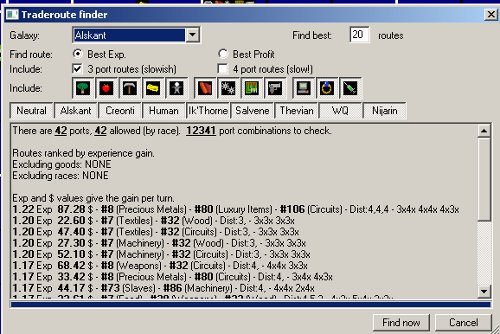 Traderoute finder
Galaxy: Alskant Find best: 20 routes
Find route: Best Exp. Best Profit
Include: 3 port routes (slowish) 4 port routes (slow!)
Include:
Neutral Alskant Creonti Human Ik'Thorne Salvene Thevian WQ Nijarin
There are 42 ports, 42 allowed (by race). 12341 port combinations to check.
Routes ranked by experience gain.
Excluding goods: NONE
Excluding races: NONE
Exp and $ values give the gain per turn.
1.22 Exp 87.28 $ - #8 (Precious Metals) - #80 (Luxury Items) - #106 (Circuits) - Dist:4,4,4 - 3x4x 4x4x 4x3x
1.20 Exp 22.60 $ - #7 (Textiles) - #32 (Wood) - Dist:3, - 3x3x 3x3x
1.20 Exp 47.40 $ - #7 (Textiles) - #32 (Circuits) - Dist:3, - 3x3x 3x3x
1.20 Exp 27.30 $ - #7 (Machinery) - #32 (Wood) - Dist:3, - 3x3x 3x3x
1.20 Exp 52.10 $ - #7 (Machinery) - #32 (Circuits) - Dist:3, - 3x3x 3x3x
1.17 Exp 68.42 $ - #8 (Weapons) - #32 (Circuits) - Dist:4, - 4x4x 4x3x
1.17 Exp 33.42 $ - #8 (Precious Metals) - #80 (Circuits) - Dist:4, - 3x4x 4x3x
1.17 Exp 44.17 $ - #73 (Slaves) - #86 (Machinery) - Dist:4, - 4x4x 2x4x
Find now Cancel